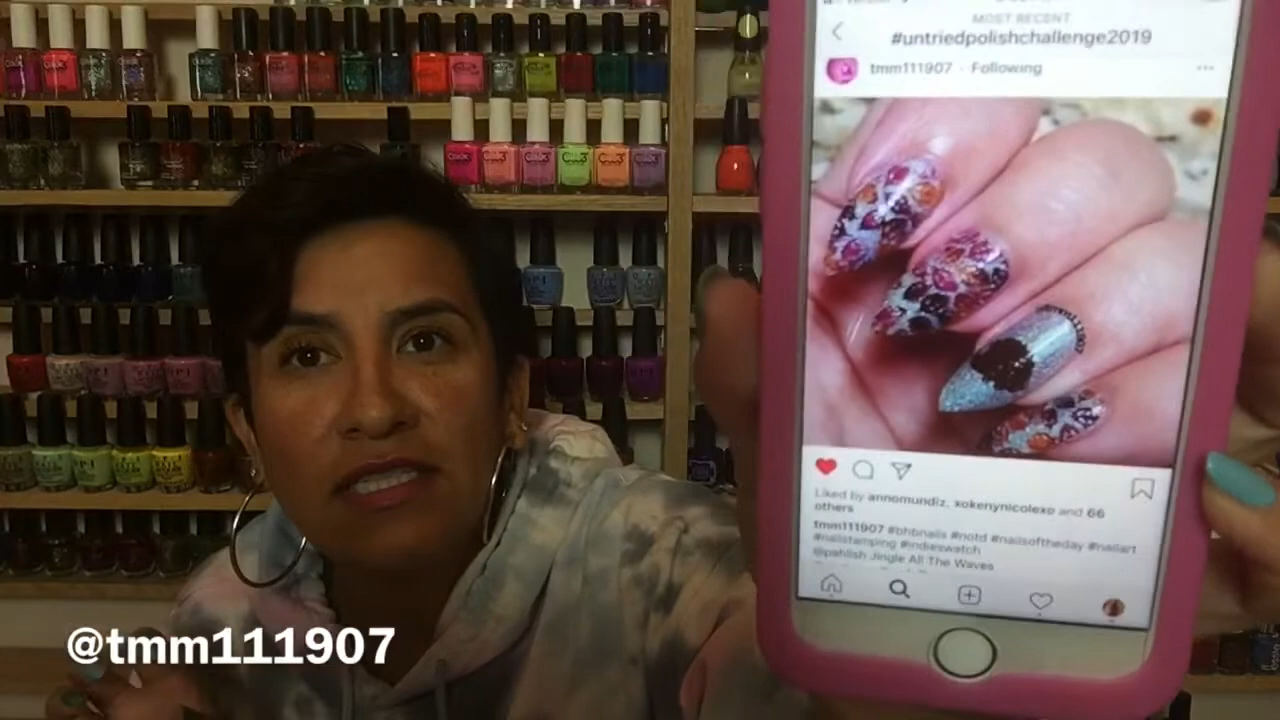 MOST RECENT
#untriedpolishchallenge2019
tmm111907 · Following
Liked by annomundiz, xokenynicolexo and 66
others
tmm111907 #bhbnails #notd #nailsoftheday #nailart
#nailstamping #indieswatch
@pahlish Jingle All The Waves
@tmm111907